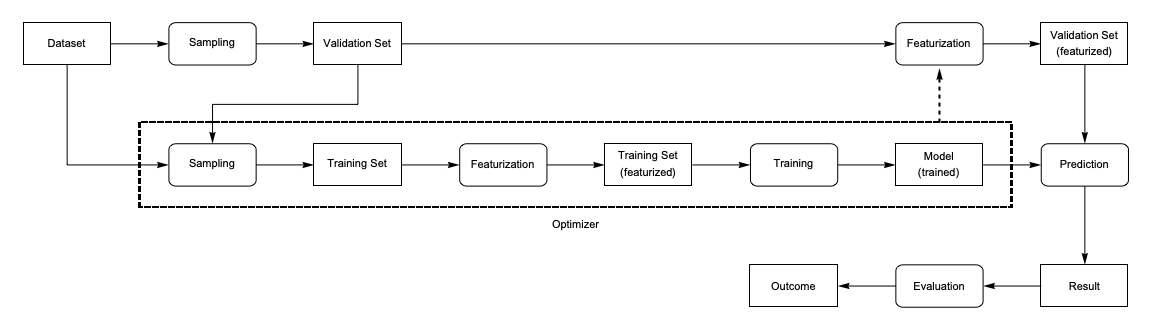 Dataset
Sampling
Validation Set
Featurization
Validation Set
(featurized)
Sampling
Training Set
Featurization
Training Set
(featurized)
Training
Model
(trained)
Prediction
Optimizer
Outcome
Evaluation
Result